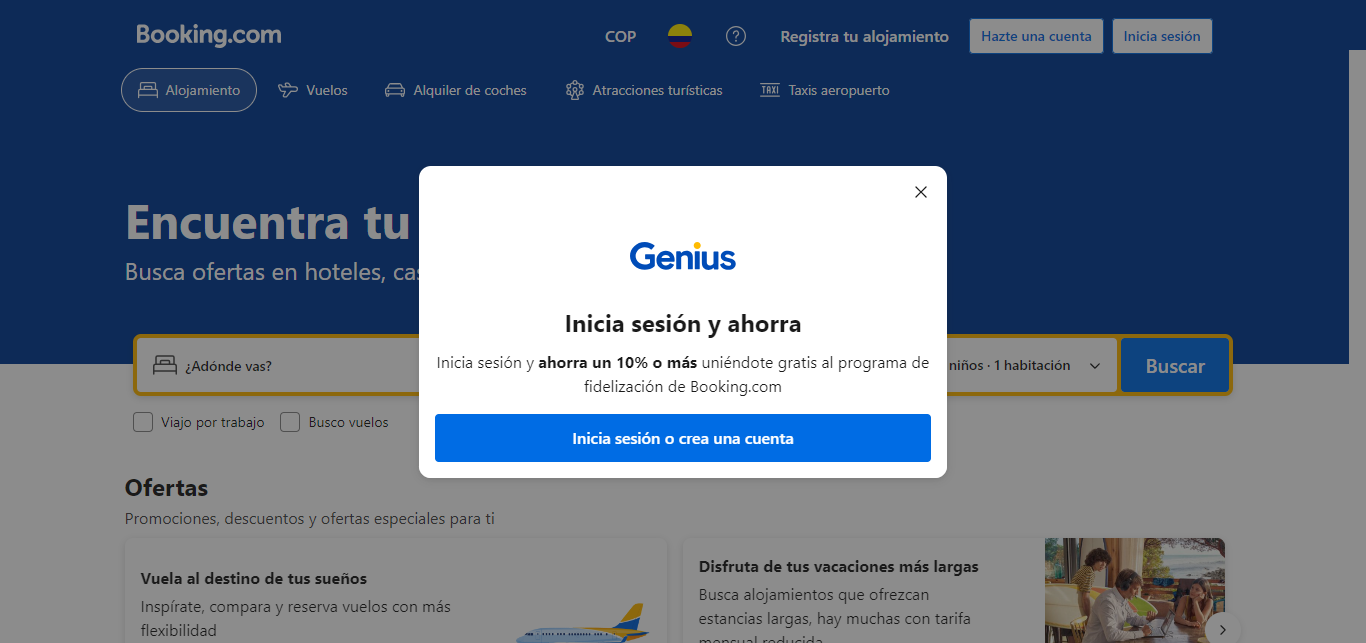 Booking.com
COP
Registra tu alojamiento
Hazte una cuenta
Inicia sesión
Alojamiento
Vuelos
Alquiler de coches
Atracciones turísticas
TAXI
Taxis aeropuerto
Encuentra tu
Busca ofertas en hoteles,
Genius
Inicia sesión y ahorra
Inicia sesión y ahorra un 10% o más uniéndote gratis al programa de
fidelización de Booking.com
Inicia sesión o crea una cuenta
¿Adónde vas?
niños · 1 habitación
Buscar
Viajo por trabajo
Busco vuelos
Ofertas
Promociones, descuentos y ofertas especiales para ti
Vuela al destino de tus sueños
Inspírate, compara y reserva vuelos con más
flexibilidad
Booking.com
Disfruta de tus vacaciones más largas
Busca alojamientos que ofrezcan
estancias largas, hay muchas con tarifa
mensual reducida